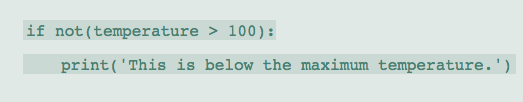 if not(temperature > 100):
    print('This is below the maximum temperature.')